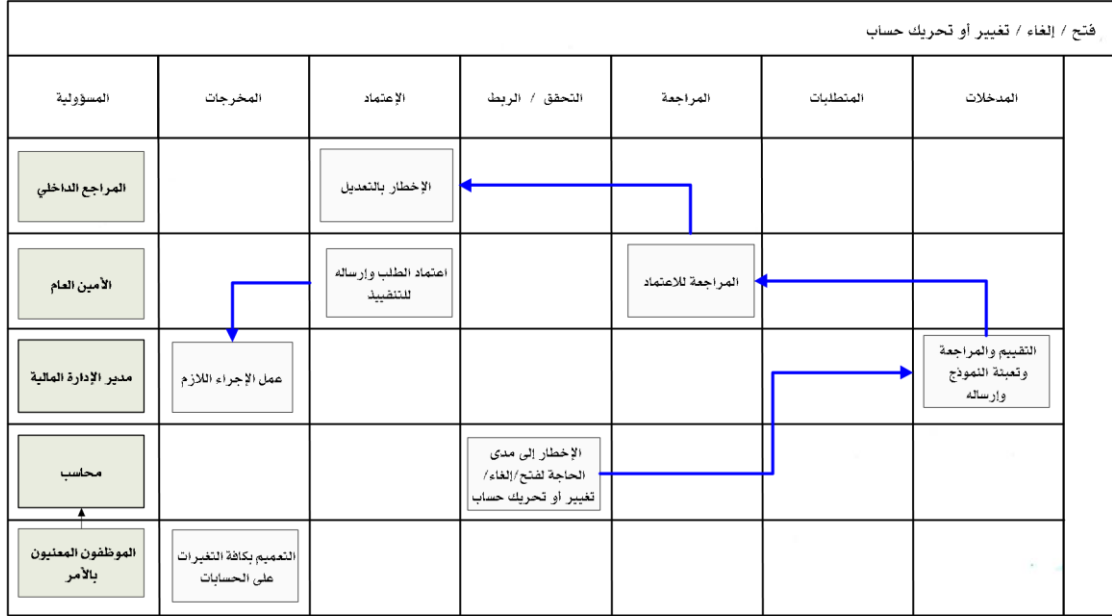 فتح / إلغاء / تغيير أو تحريك حساب
المدخلات
المتطلبات
المراجعة
التحقق / الربط
الإعتماد
المخرجات
المسؤولية
الإخطار بالتعديل
المراجع الداخلي
المراجعة للاعتماد
اعتماد الطلب وإرساله
للتنفييذ
الأمين العام
التقييم والمراجعة
وتعبئة النموذج
وإرساله
عمل الإجراء اللازم
مدير الإدارة المالية
الإخطار إلى مدى
الحاجة لفتح/إلغاء/
تغيير أو تحريك حساب
محاسب
التعميم بكافة التغيرات
على الحسابات
الموظفون المعنيون
بالأمر